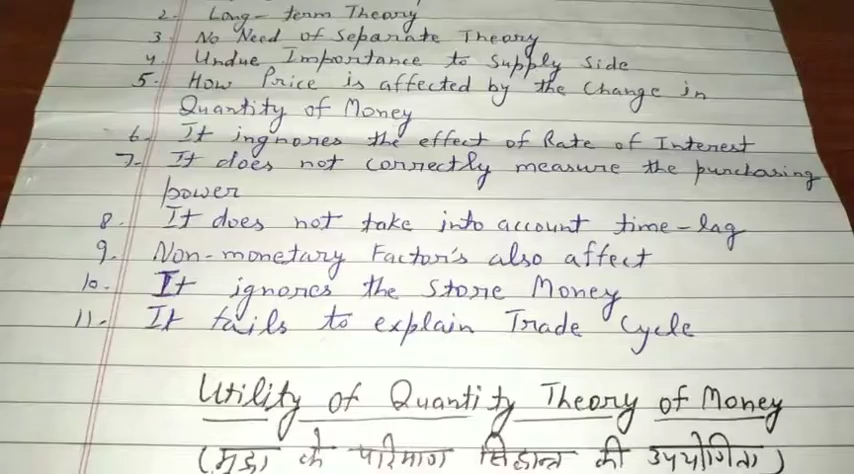 2. Long-term Theory
3. No Need of Separate Theory
4. Undue Importance to Supply Side
5. How Price is affected by the Change in
Quantity of Money
6. It ingnores the effect of Rate of Interest
7. It does not correctly measure the purchasing
power
8. It does not take into account time-lag
9. Non-monetary Factor's also affect
10. It ignores the Store Money
11. It fails to explain Trade Cycle
Utility of Quantity Theory of Money
(मुद्रा के परिमाण सिद्धान्त की उपयोगिता)